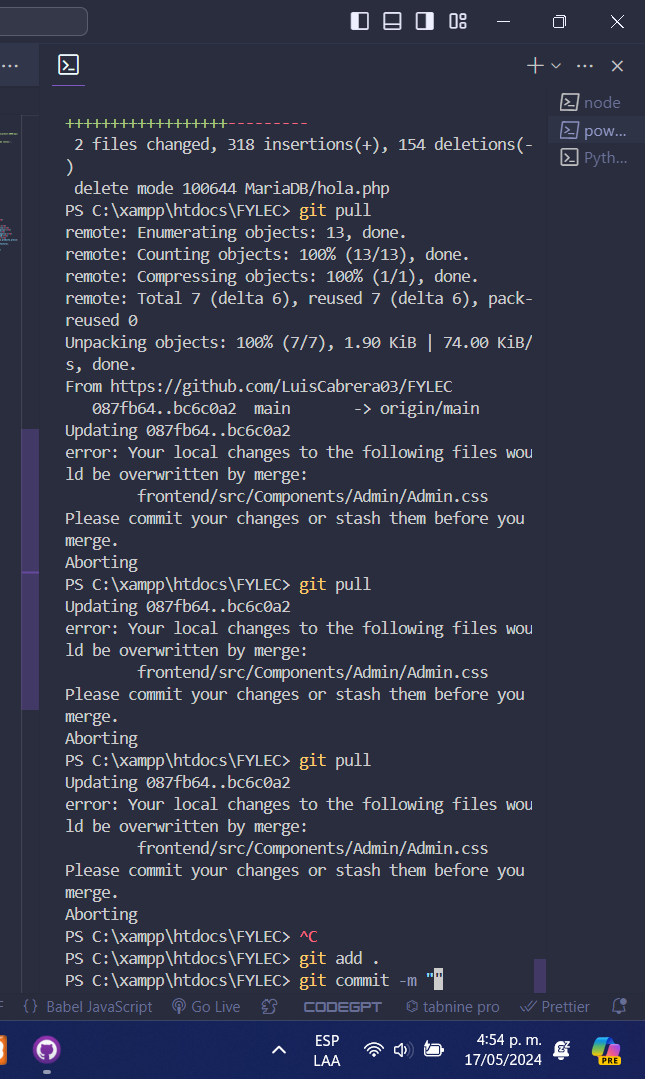 node
pow...
Pyth...
++++++++++++++++++---------
2 files changed, 318 insertions(+), 154 deletions(-
)
delete mode 100644 MariaDB/hola.php
PS C:\xampp\htdocs\FYLEC> git pull
remote: Enumerating objects: 13, done.
remote: Counting objects: 100% (13/13), done.
remote: Compressing objects: 100% (1/1), done.
remote: Total 7 (delta 6), reused 7 (delta 6), pack-
reused 0
Unpacking objects: 100% (7/7), 1.90 KiB | 74.00 KiB/
s, done.
From https://github.com/LuisCabrera03/FYLEC
087fb64..bc6c0a2  main       -> origin/main
Updating 087fb64..bc6c0a2
error: Your local changes to the following files wou
ld be overwritten by merge:
frontend/src/Components/Admin/Admin.css
Please commit your changes or stash them before you
merge.
Aborting
PS C:\xampp\htdocs\FYLEC> git pull
Updating 087fb64..bc6c0a2
error: Your local changes to the following files wou
ld be overwritten by merge:
frontend/src/Components/Admin/Admin.css
Please commit your changes or stash them before you
merge.
Aborting
PS C:\xampp\htdocs\FYLEC> git pull
Updating 087fb64..bc6c0a2
error: Your local changes to the following files wou
ld be overwritten by merge:
frontend/src/Components/Admin/Admin.css
Please commit your changes or stash them before you
merge.
Aborting
PS C:\xampp\htdocs\FYLEC> ^C
PS C:\xampp\htdocs\FYLEC> git add .
PS C:\xampp\htdocs\FYLEC> git commit -m ""
{} Babel JavaScript Go Live CODEGPT tabnine pro Prettier
ESP
LAA
4:54 p. m.
17/05/2024
PRE